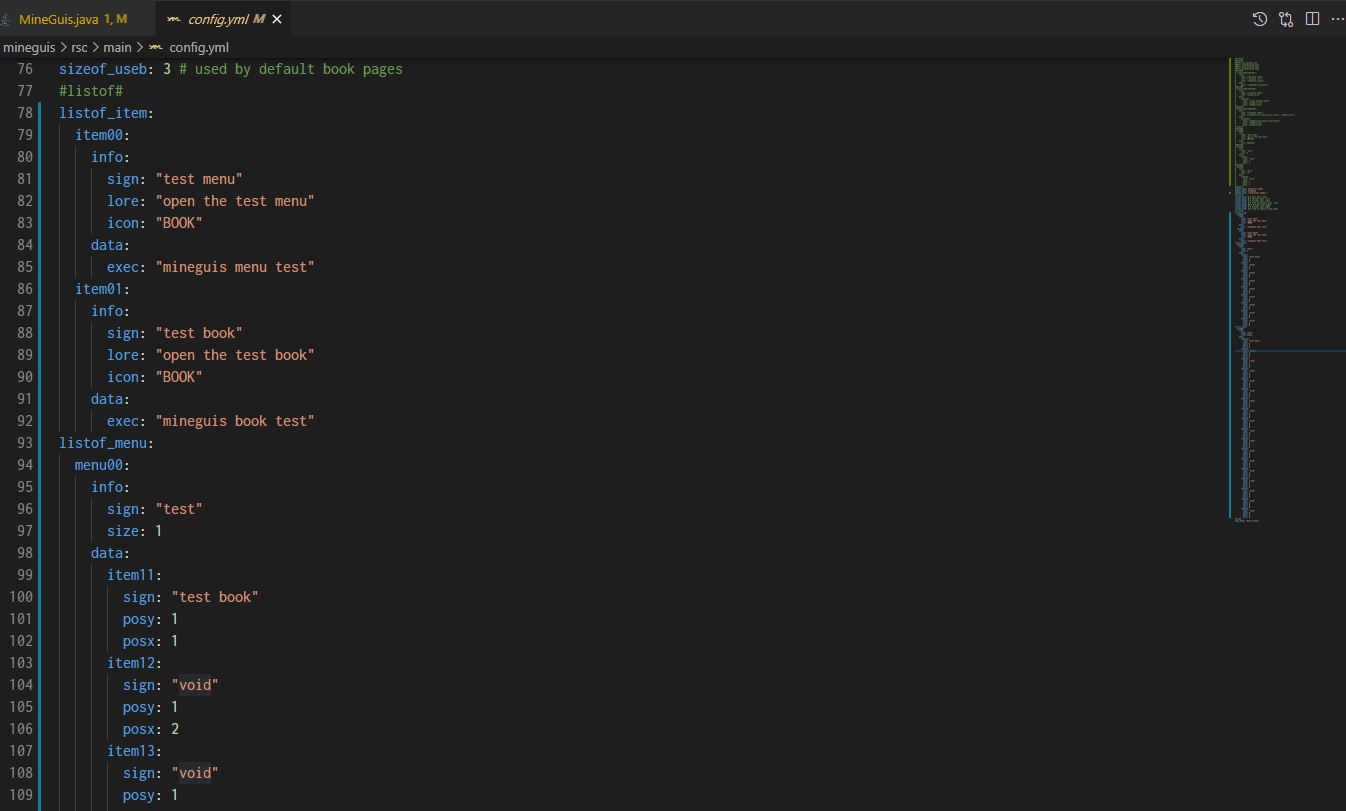 MineGuis.java 1, M config.yml M
mineguis > rsc > main > config.yml
76 sizeof_useb: 3 # used by default book pages
77 #listof#
78 listof_item:
79 item00:
80 info:
81 sign: "test menu"
82 lore: "open the test menu"
83 icon: "BOOK"
84 data:
85 exec: "mineguis menu test"
86 item01:
87 info:
88 sign: "test book"
89 lore: "open the test book"
90 icon: "BOOK"
91 data:
92 exec: "mineguis book test"
93 listof_menu:
94 menu00:
95 info:
96 sign: "test"
97 size: 1
98 data:
99 item11:
100 sign: "test book"
101 posy: 1
102 posx: 1
103 item12:
104 sign: "void"
105 posy: 1
106 posx: 2
107 item13:
108 sign: "void"
109 posy: 1